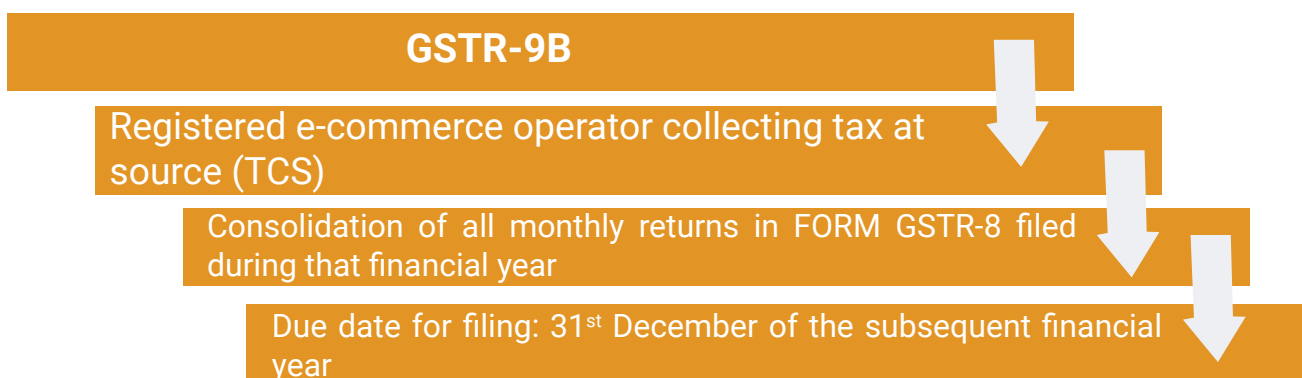 GSTR-9B
Registered e-commerce operator collecting tax at
source (TCS)
Consolidation of all monthly returns in FORM GSTR-8 filed
during that financial year
Due date for filing: 31st December of the subsequent financial
year